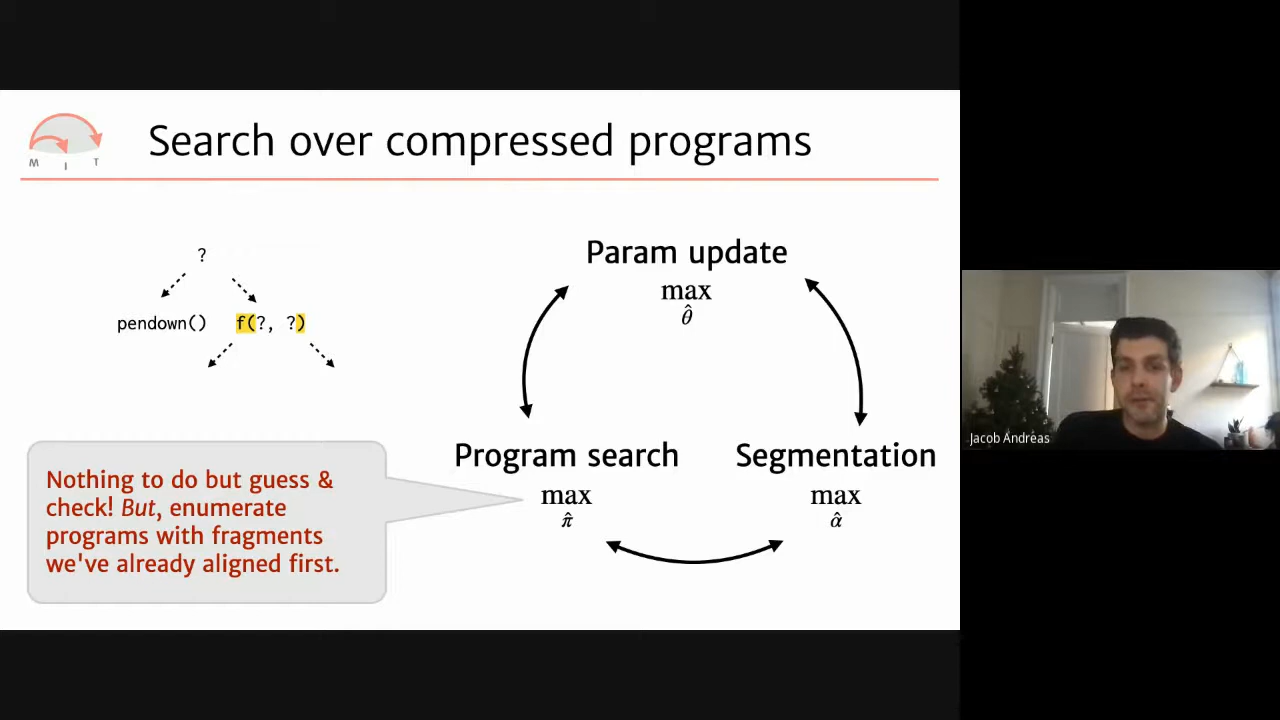 M I T
Search over compressed programs
?
pendown() f(?, ?)
Nothing to do but guess &
check! But, enumerate
programs with fragments
we've already aligned first.
Param update
max
θ̂
Program search
max
π̂
Segmentation
max
α̂
Jacob Andreas